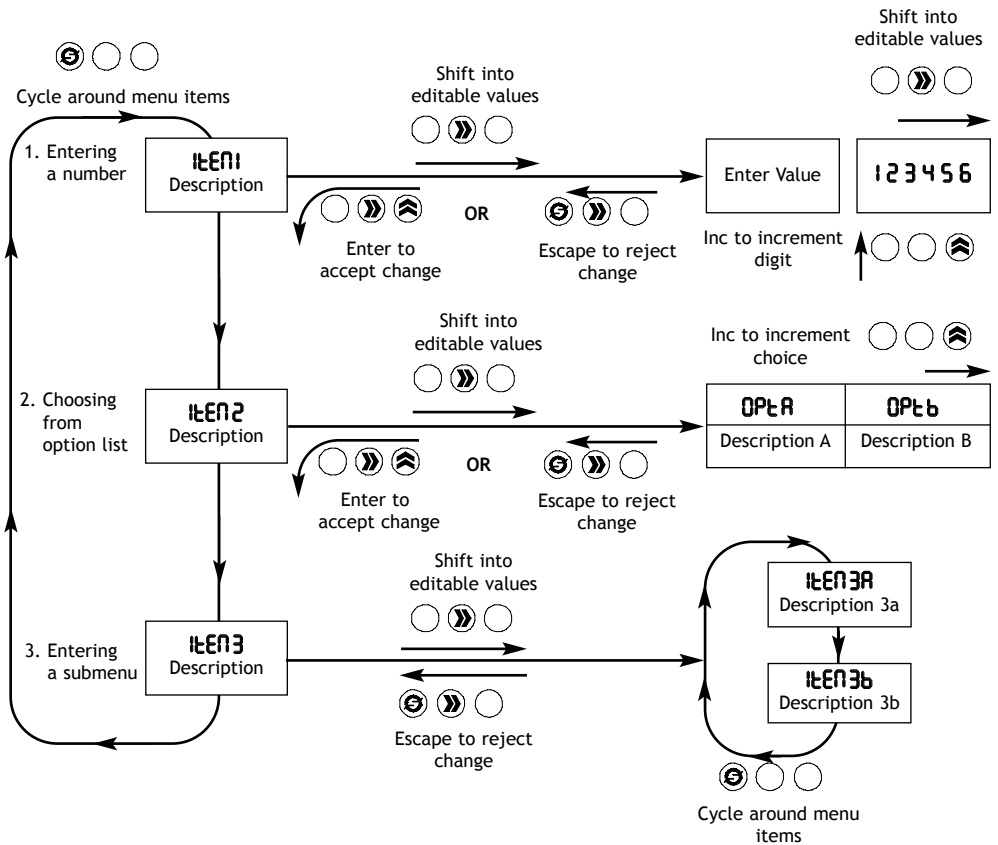 Shift into
editable values
Cycle around menu items
Shift into
editable values
1. Entering
a number
ItEM1
Description
Enter Value
123456
OR
Enter to
accept change
Escape to reject
change
Inc to increment
digit
Shift into
editable values
Inc to increment
choice
2. Choosing
from
option list
ItEM2
Description
OPtA
OPtb
Description A
Description B
OR
Enter to
accept change
Escape to reject
change
Shift into
editable values
3. Entering
a submenu
ItEM3
Description
ItEM3A
Description 3a
ItEM3b
Description 3b
Escape to reject
change
Cycle around menu
items